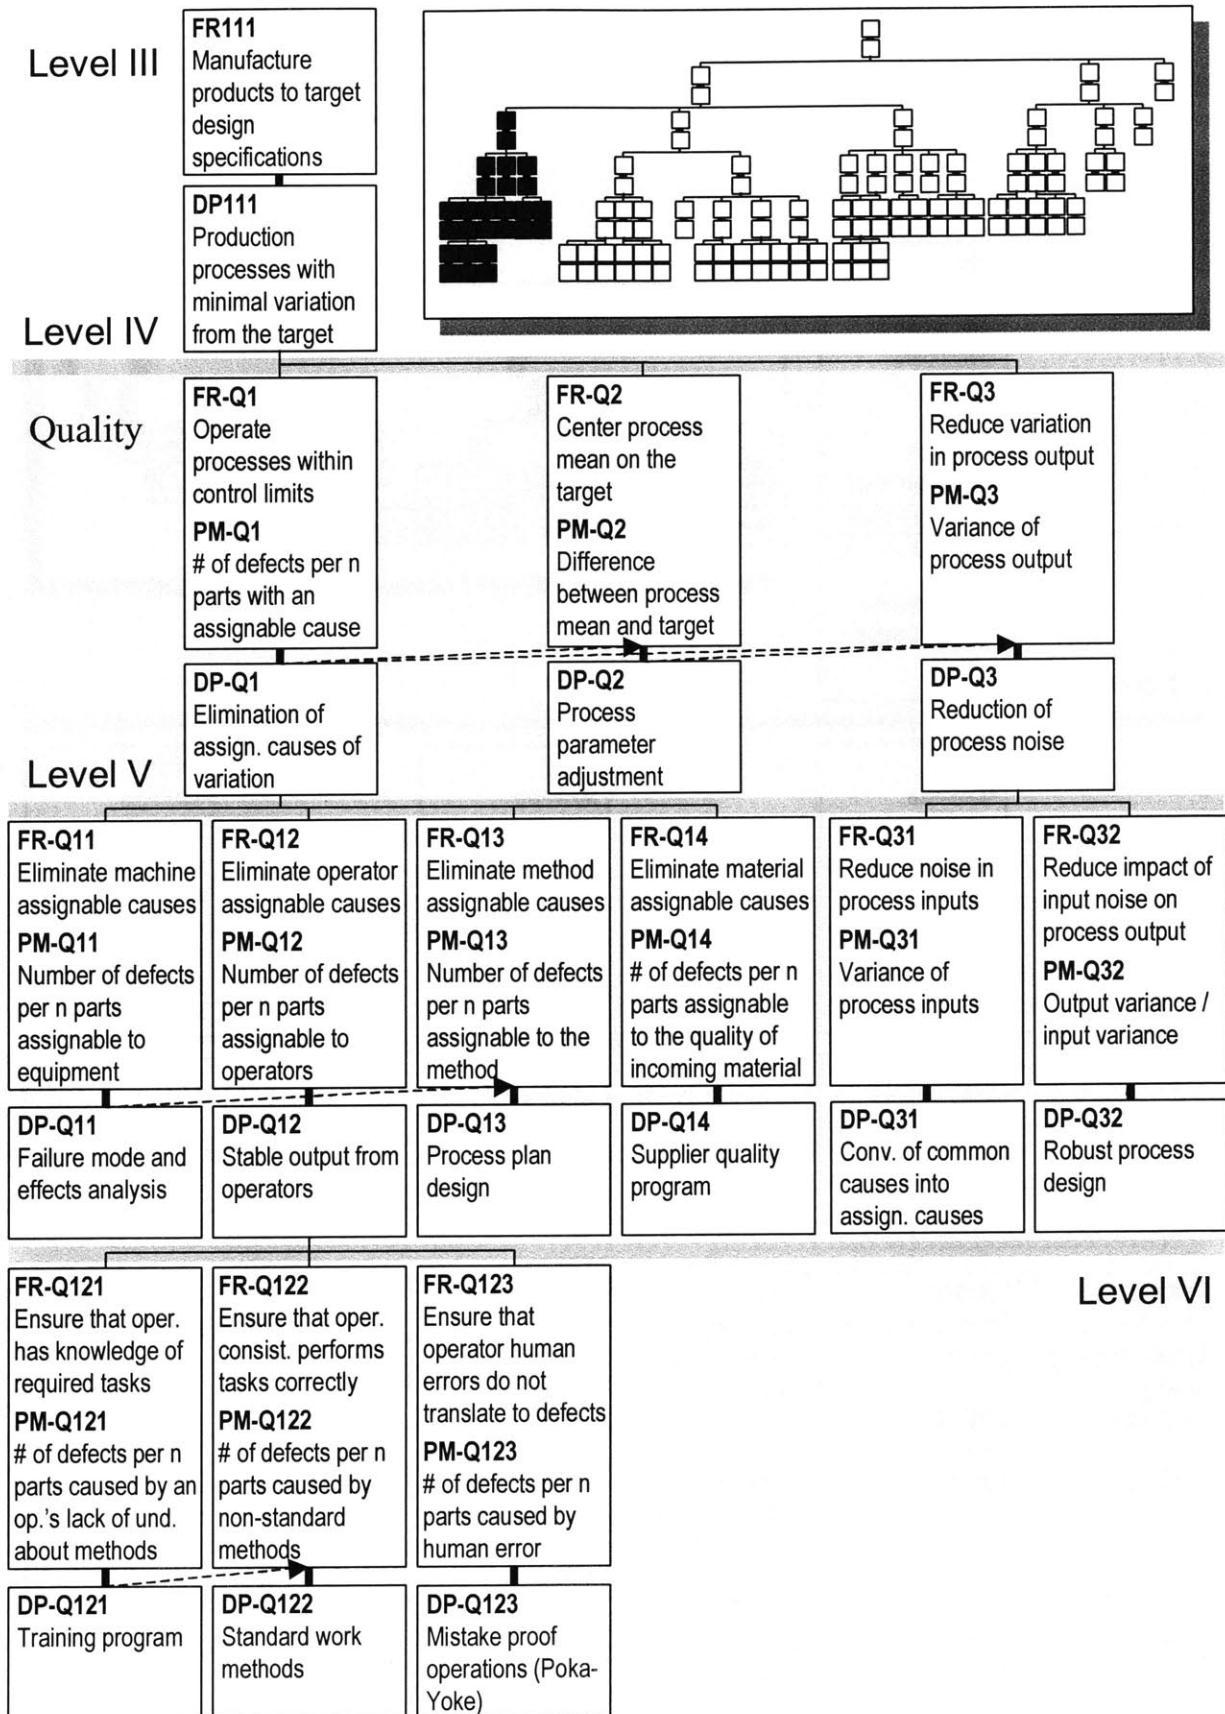 Level III
FR111
Manufacture
products to target
design
specifications
DP111
Production
processes with
minimal variation
from the target
Level IV
Quality
FR-Q1
Operate
processes within
control limits
PM-Q1
# of defects per n
parts with an
assignable cause
DP-Q1
Elimination of
assign. causes of
variation
FR-Q2
Center process
mean on the
target
PM-Q2
Difference
between process
mean and target
DP-Q2
Process
parameter
adjustment
FR-Q3
Reduce variation
in process output
PM-Q3
Variance of
process output
DP-Q3
Reduction of
process noise
Level V
FR-Q11
Eliminate machine
assignable causes
PM-Q11
Number of defects
per n parts
assignable to
equipment
DP-Q11
Failure mode and
effects analysis
FR-Q12
Eliminate operator
assignable causes
PM-Q12
Number of defects
per n parts
assignable to
operators
DP-Q12
Stable output from
operators
FR-Q13
Eliminate method
assignable causes
PM-Q13
Number of defects
per n parts
assignable to the
method
DP-Q13
Process plan
design
FR-Q14
Eliminate material
assignable causes
PM-Q14
# of defects per n
parts assignable
to the quality of
incoming material
DP-Q14
Supplier quality
program
FR-Q31
Reduce noise in
process inputs
PM-Q31
Variance of
process inputs
DP-Q31
Conv. of common
causes into
assign. causes
FR-Q32
Reduce impact of
input noise on
process output
PM-Q32
Output variance /
input variance
DP-Q32
Robust process
design
Level VI
FR-Q121
Ensure that oper.
has knowledge of
required tasks
PM-Q121
# of defects per n
parts caused by an
op.'s lack of und.
about methods
DP-Q121
Training program
FR-Q122
Ensure that oper.
consist. performs
tasks correctly
PM-Q122
# of defects per n
parts caused by
non-standard
methods
DP-Q122
Standard work
methods
FR-Q123
Ensure that
operator human
errors do not
translate to defects
PM-Q123
# of defects per n
parts caused by
human error
DP-Q123
Mistake proof
operations (Poka-
Yoke)